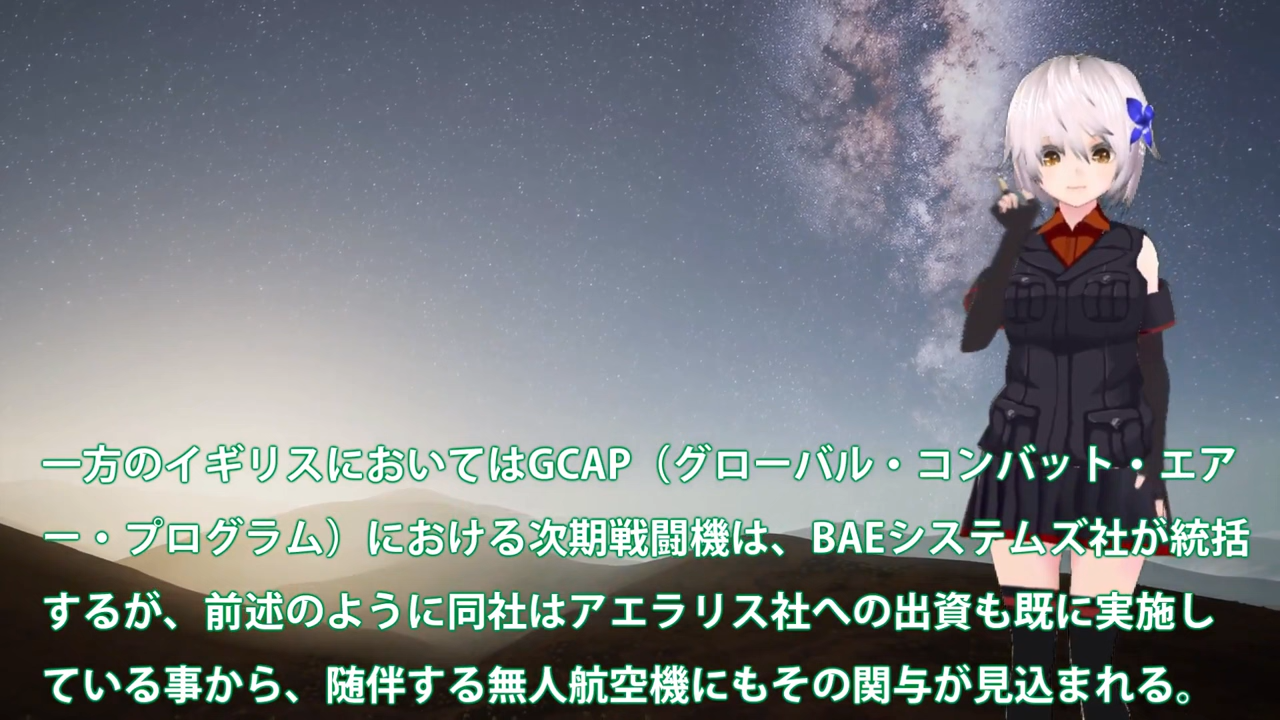 一方のイギリスにおいてはGCAP（グローバル・コンバット・エア
ー・プログラム）における次期戦闘機は、BAEシステムズ社が統括
するが、前述のように同社はアエラリス社への出資も既に実施し
ている事から、随伴する無人航空機にもその関与が見込まれる。